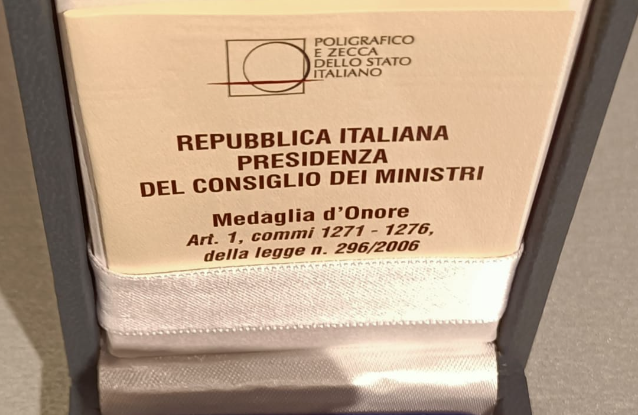 POLIGRAFICO
E ZECCA
DELLO STATO
ITALIANO
REPUBBLICA ITALIANA
PRESIDENZA
DEL CONSIGLIO DEI MINISTRI
Medaglia d'Onore
Art. 1, commi 1271 - 1276,
della legge n. 296/2006